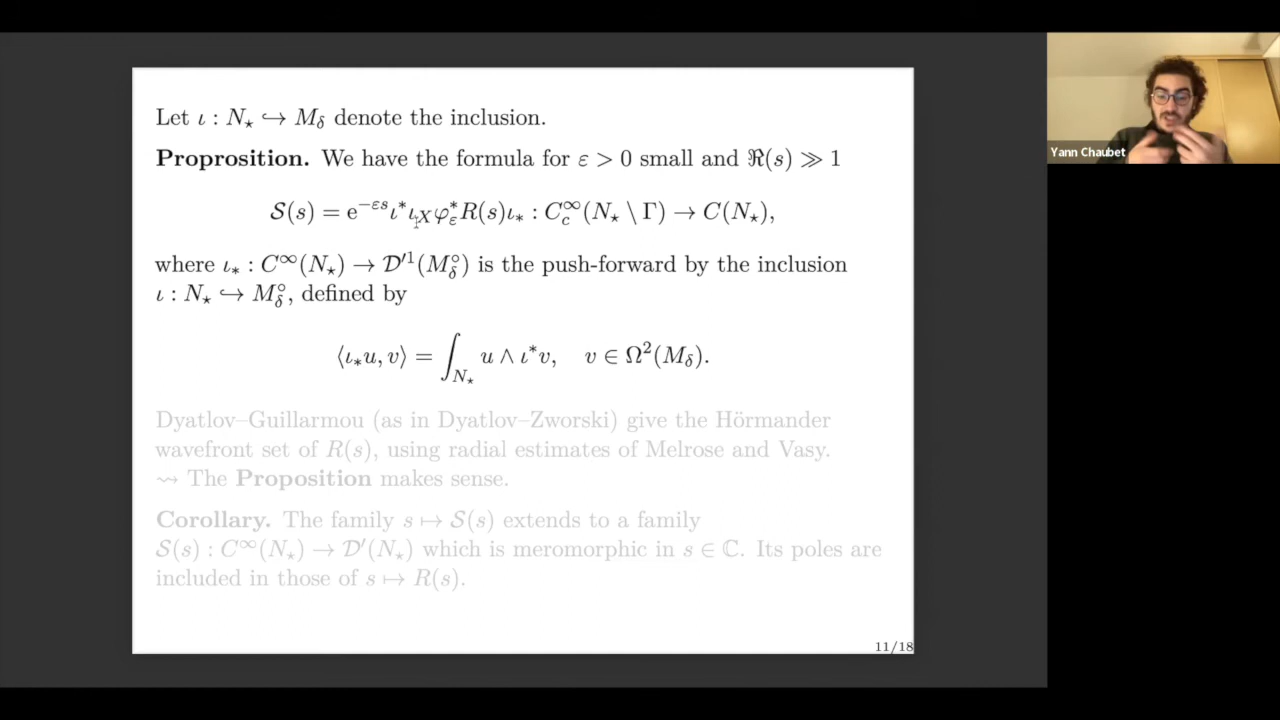 Let ι : N⋆ ↪ M_δ denote the inclusion.
Proprosition. We have the formula for ε > 0 small and ℜ(s) ≫ 1
𝒮(s) = e^{−εs} ι^* ι_X φ_ε^* R(s) ι_* : C_c^∞(N⋆ \ Γ) → C(N⋆),
where ι_* : C^∞(N⋆) → 𝒟′^1(M_δ^∘) is the push-forward by the inclusion
ι : N⋆ ↪ M_δ^∘, defined by
⟨ι_* u, v⟩ = ∫_{N⋆} u ∧ ι^* v, v ∈ Ω^2(M_δ).
Dyatlov–Guillarmou (as in Dyatlov–Zworski) give the Hörmander
wavefront set of R(s), using radial estimates of Melrose and Vasy.
⇝ The Proposition makes sense.
Corollary. The family s ↦ 𝒮(s) extends to a family
𝒮(s) : C^∞(N⋆) → 𝒟′(N⋆) which is meromorphic in s ∈ ℂ. Its poles are
included in those of s ↦ R(s).
11/18
Yann Chaubet